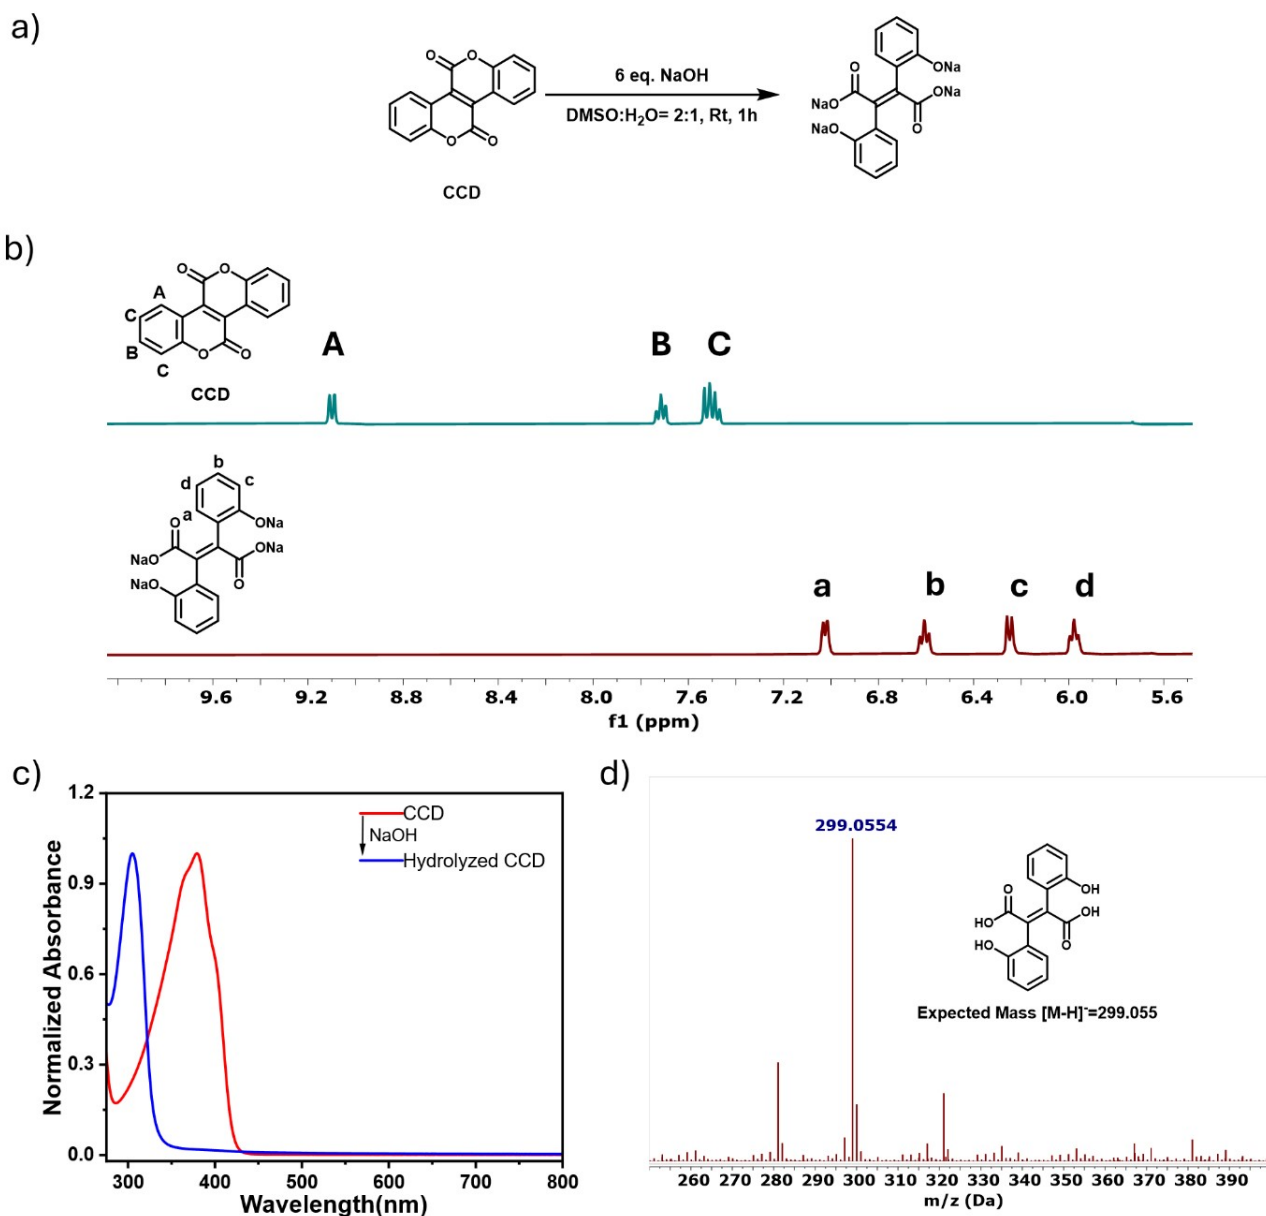 a)
O
O
O
O
CCD
6 eq. NaOH
DMSO:H₂O= 2:1, Rt, 1h
ONa
O
ONa
NaO
O
NaO
b)
O
O
A
C
B
C
O
O
CCD
A
B
C
b
d
c
a
O
ONa
ONa
NaO
O
NaO
a
b
c
d
9.6
9.2
8.8
8.4
8.0
7.6
7.2
6.8
6.4
6.0
5.6
f1 (ppm)
c)
1.2
0.9
0.6
0.3
0.0
Normalized Absorbance
CCD
NaOH
Hydrolyzed CCD
300
400
500
600
700
800
Wavelength(nm)
d)
299.0554
OH
O
OH
HO
O
HO
Expected Mass [M-H]⁻=299.055
260
270
280
290
300
310
320
330
340
350
360
370
380
390
m/z (Da)